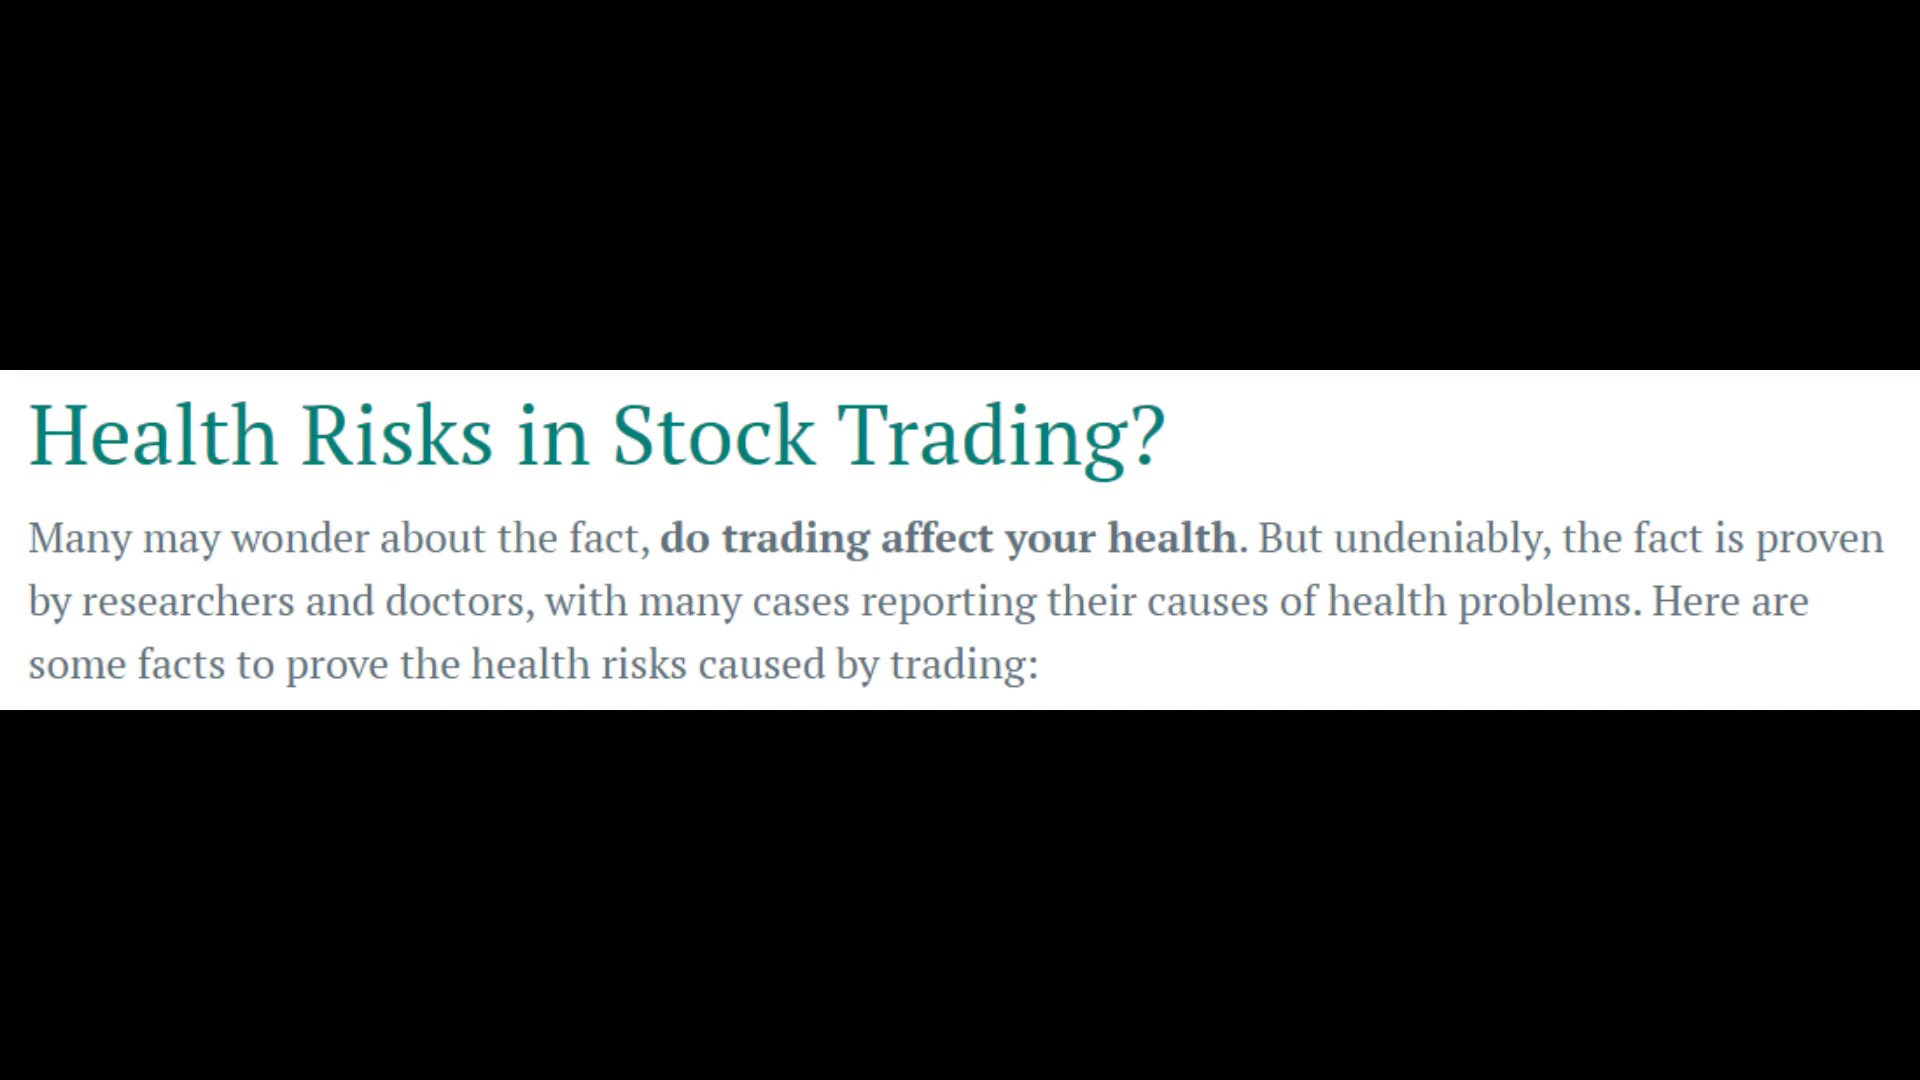 Health Risks in Stock Trading?
Many may wonder about the fact, do trading affect your health. But undeniably, the fact is proven
by researchers and doctors, with many cases reporting their causes of health problems. Here are
some facts to prove the health risks caused by trading: